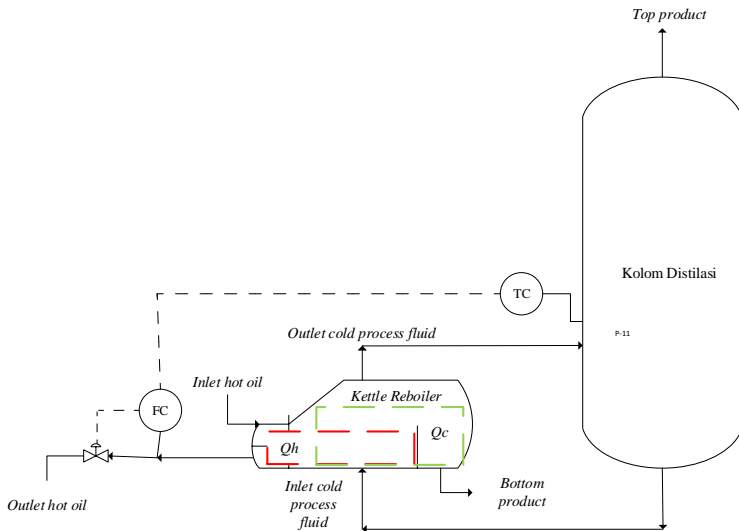 Top product
Kolom Distilasi
TC
P-11
Outlet cold process fluid
Inlet hot oil
Kettle Reboiler
FC
Qh
Qc
Outlet hot oil
Inlet cold
process
fluid
Bottom
product